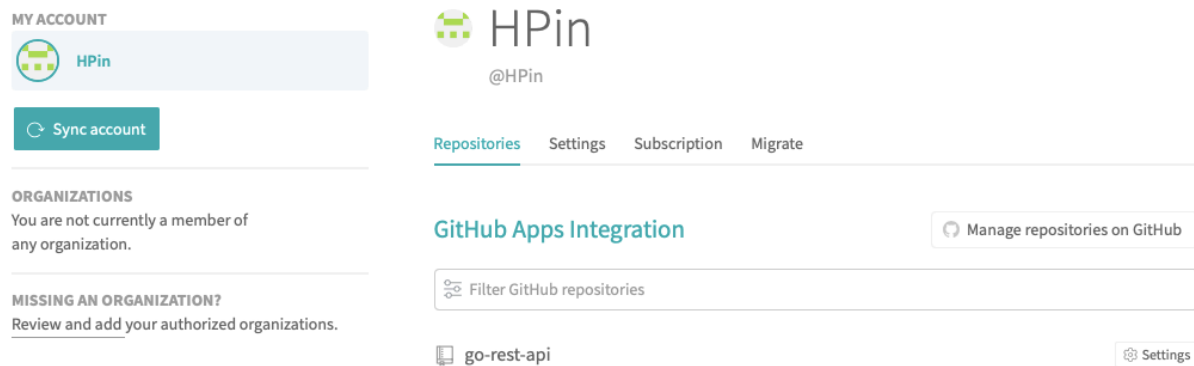 MY ACCOUNT
HPin
Sync account
ORGANIZATIONS
You are not currently a member of
any organization.
MISSING AN ORGANIZATION?
Review and add your authorized organizations.
HPin
@HPin
Repositories Settings Subscription Migrate
GitHub Apps Integration
Manage repositories on GitHub
Filter GitHub repositories
go-rest-api
Settings